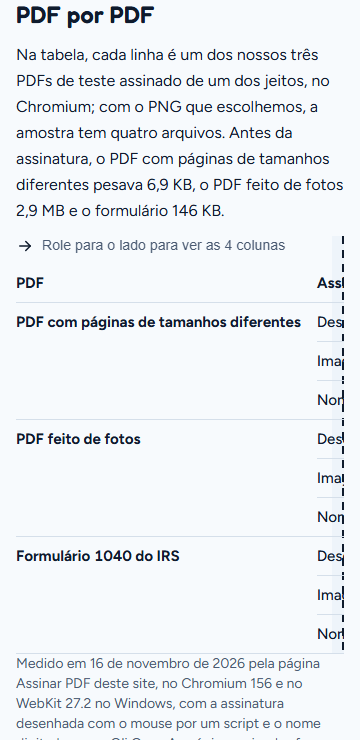 PDF por PDF
Na tabela, cada linha é um dos nossos três
PDFs de teste assinado de um dos jeitos, no
Chromium; com o PNG que escolhemos, a
amostra tem quatro arquivos. Antes da
assinatura, o PDF com páginas de tamanhos
diferentes pesava 6,9 KB, o PDF feito de fotos
2,9 MB e o formulário 146 KB.
→ Role para o lado para ver as 4 colunas
PDF
PDF com páginas de tamanhos diferentes
PDF feito de fotos
Formulário 1040 do IRS
Medido em 16 de novembro de 2026 pela página
Assinar PDF deste site, no Chromium 156 e no
WebKit 27.2 no Windows, com a assinatura
desenhada com o mouse por um script e o nome